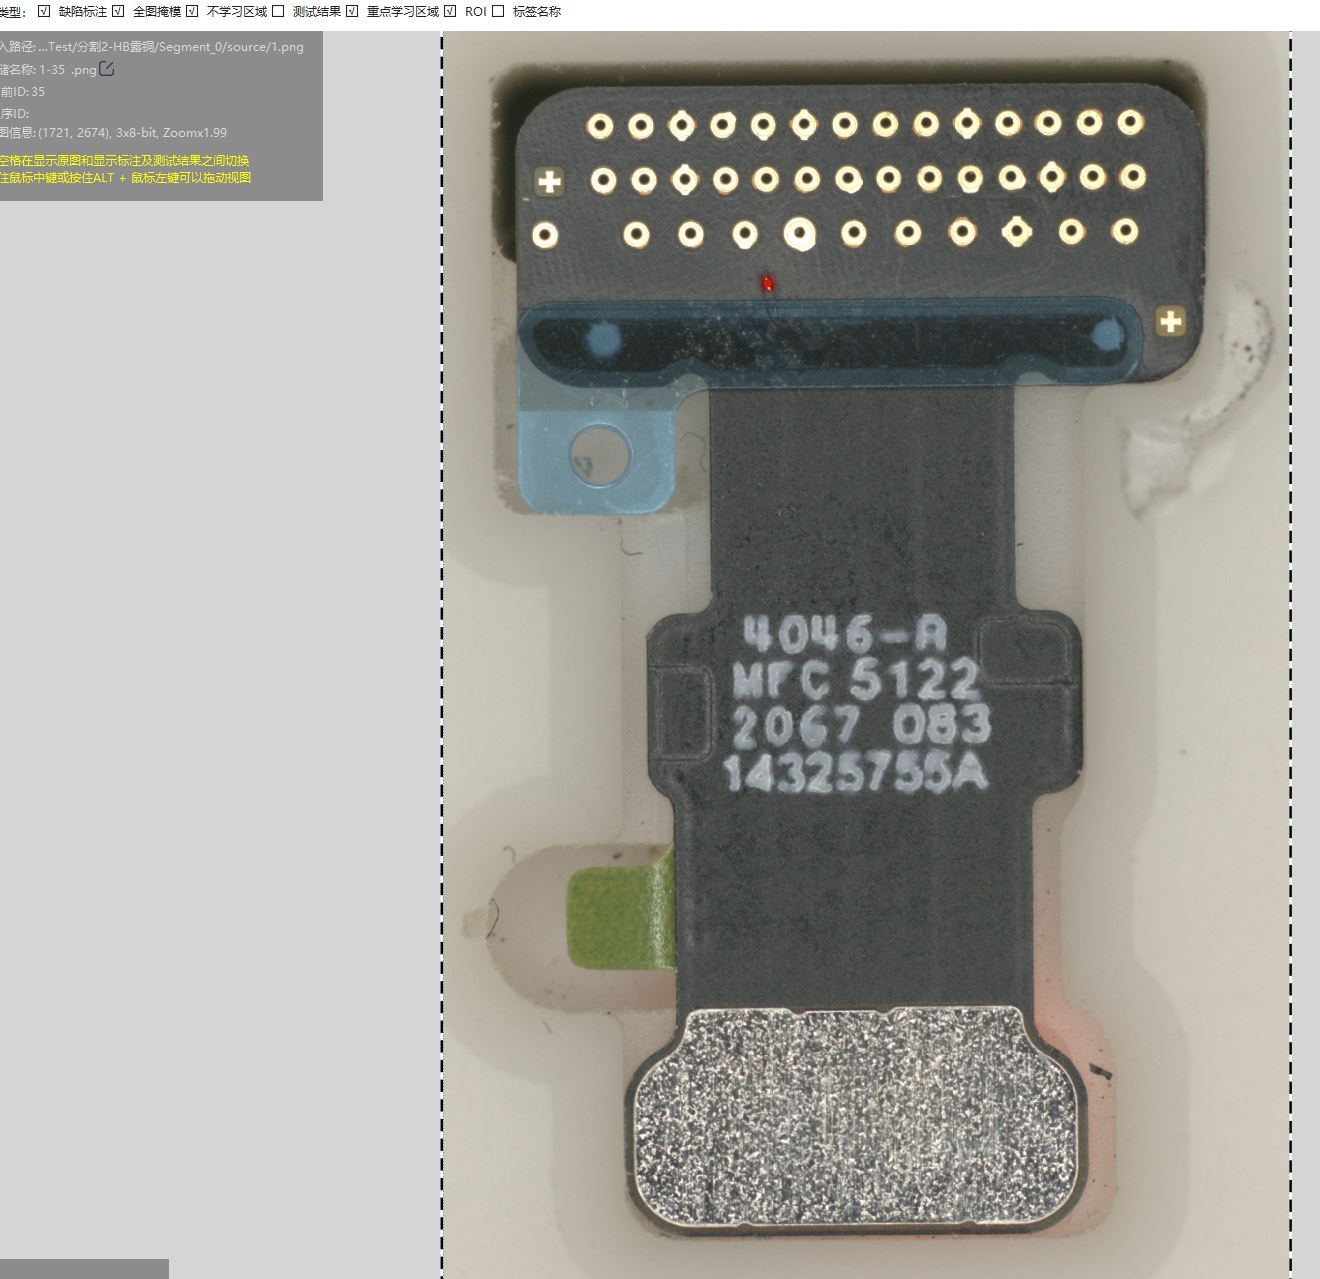 类型: √ 缺陷标注 √ 全图掩模 √ 不学习区域 测试结果 √ 重点学习区域 √ ROI 标签名称
入路径: ...Test/分割2-HB露铜/Segment_0/source/1.png
储名称: 1-35 .png
前ID: 35
序ID:
图信息: (1721, 2674), 3x8-bit, Zoomx1.99
空格在显示原图和显示标注及测试结果之间切换
住鼠标中键或按住ALT + 鼠标左键可以拖动视图
4046-A
MFC 5122
2067 083
14325755A